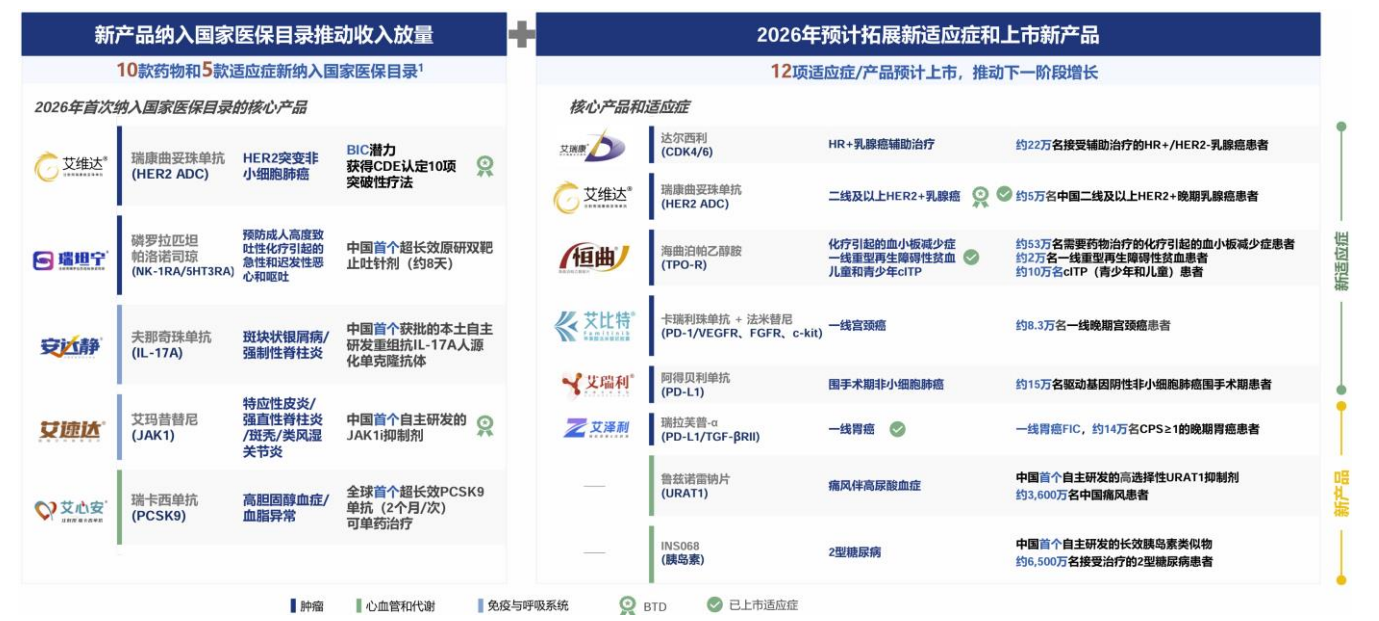 新产品纳入国家医保目录推动收入放量
10款药物和5款适应症新纳入国家医保目录1
2026年首次纳入国家医保目录的核心产品
艾维达®
瑞康曲妥珠单抗
(HER2 ADC)
HER2突变非
小细胞肺癌
BIC潜力
获得CDE认定10项
突破性疗法
瑞坦宁®
磷罗拉匹坦
帕洛诺司琼
(NK-1RA/5HT3RA)
预防成人高度致
吐性化疗引起的
急性和迟发性恶
心和呕吐
中国首个超长效原研双靶
止吐针剂（约8天）
安达静®
夫那奇珠单抗
(IL-17A)
斑块状银屑病/
强制性脊柱炎
中国首个获批的本土自主
研发重组抗IL-17A人源
化单克隆抗体
艾速达®
艾玛昔替尼
(JAK1)
特应性皮炎/
强直性脊柱炎
/斑秃/类风湿
关节炎
中国首个自主研发的
JAK1i抑制剂
艾心安®
瑞卡西单抗
(PCSK9)
高胆固醇血症/
血脂异常
全球首个超长效PCSK9
单抗（2个月/次）
可单药治疗
2026年预计拓展新适应症和上市新产品
12项适应症/产品预计上市，推动下一阶段增长
核心产品和适应症
艾瑞康®
达尔西利
(CDK4/6)
HR+乳腺癌辅助治疗
约22万名接受辅助治疗的HR+/HER2-乳腺癌患者
艾维达®
瑞康曲妥珠单抗
(HER2 ADC)
二线及以上HER2+乳腺癌
约5万名中国二线及以上HER2+晚期乳腺癌患者
恒曲®
海曲泊帕乙醇胺
(TPO-R)
化疗引起的血小板减少症
一线重型再生障碍性贫血
儿童和青少年cITP
约53万名需要药物治疗的化疗引起的血小板减少症患者
约2万名一线重型再生障碍性贫血患者
约10万名cITP（青少年和儿童）患者
艾比特®
Famitinib
卡瑞利珠单抗 + 法米替尼
(PD-1/VEGFR、FGFR、c-kit)
一线宫颈癌
约8.3万名一线晚期宫颈癌患者
艾瑞利®
阿得贝利单抗
(PD-L1)
围手术期非小细胞肺癌
约15万名驱动基因阴性非小细胞肺癌围手术期患者
艾泽利®
瑞拉芙普-α
(PD-L1/TGF-βRII)
一线胃癌
一线胃癌FIC，约14万名CPS≥1的晚期胃癌患者
鲁兹诺雷钠片
(URAT1)
痛风伴高尿酸血症
中国首个自主研发的高选择性URAT1抑制剂
约3,600万名中国痛风患者
INS068
(胰岛素)
2型糖尿病
中国首个自主研发的长效胰岛素类似物
约6,500万名接受治疗的2型糖尿病患者
新适应症
新产品
肿瘤
心血管和代谢
免疫与呼吸系统
BTD
已上市适应症